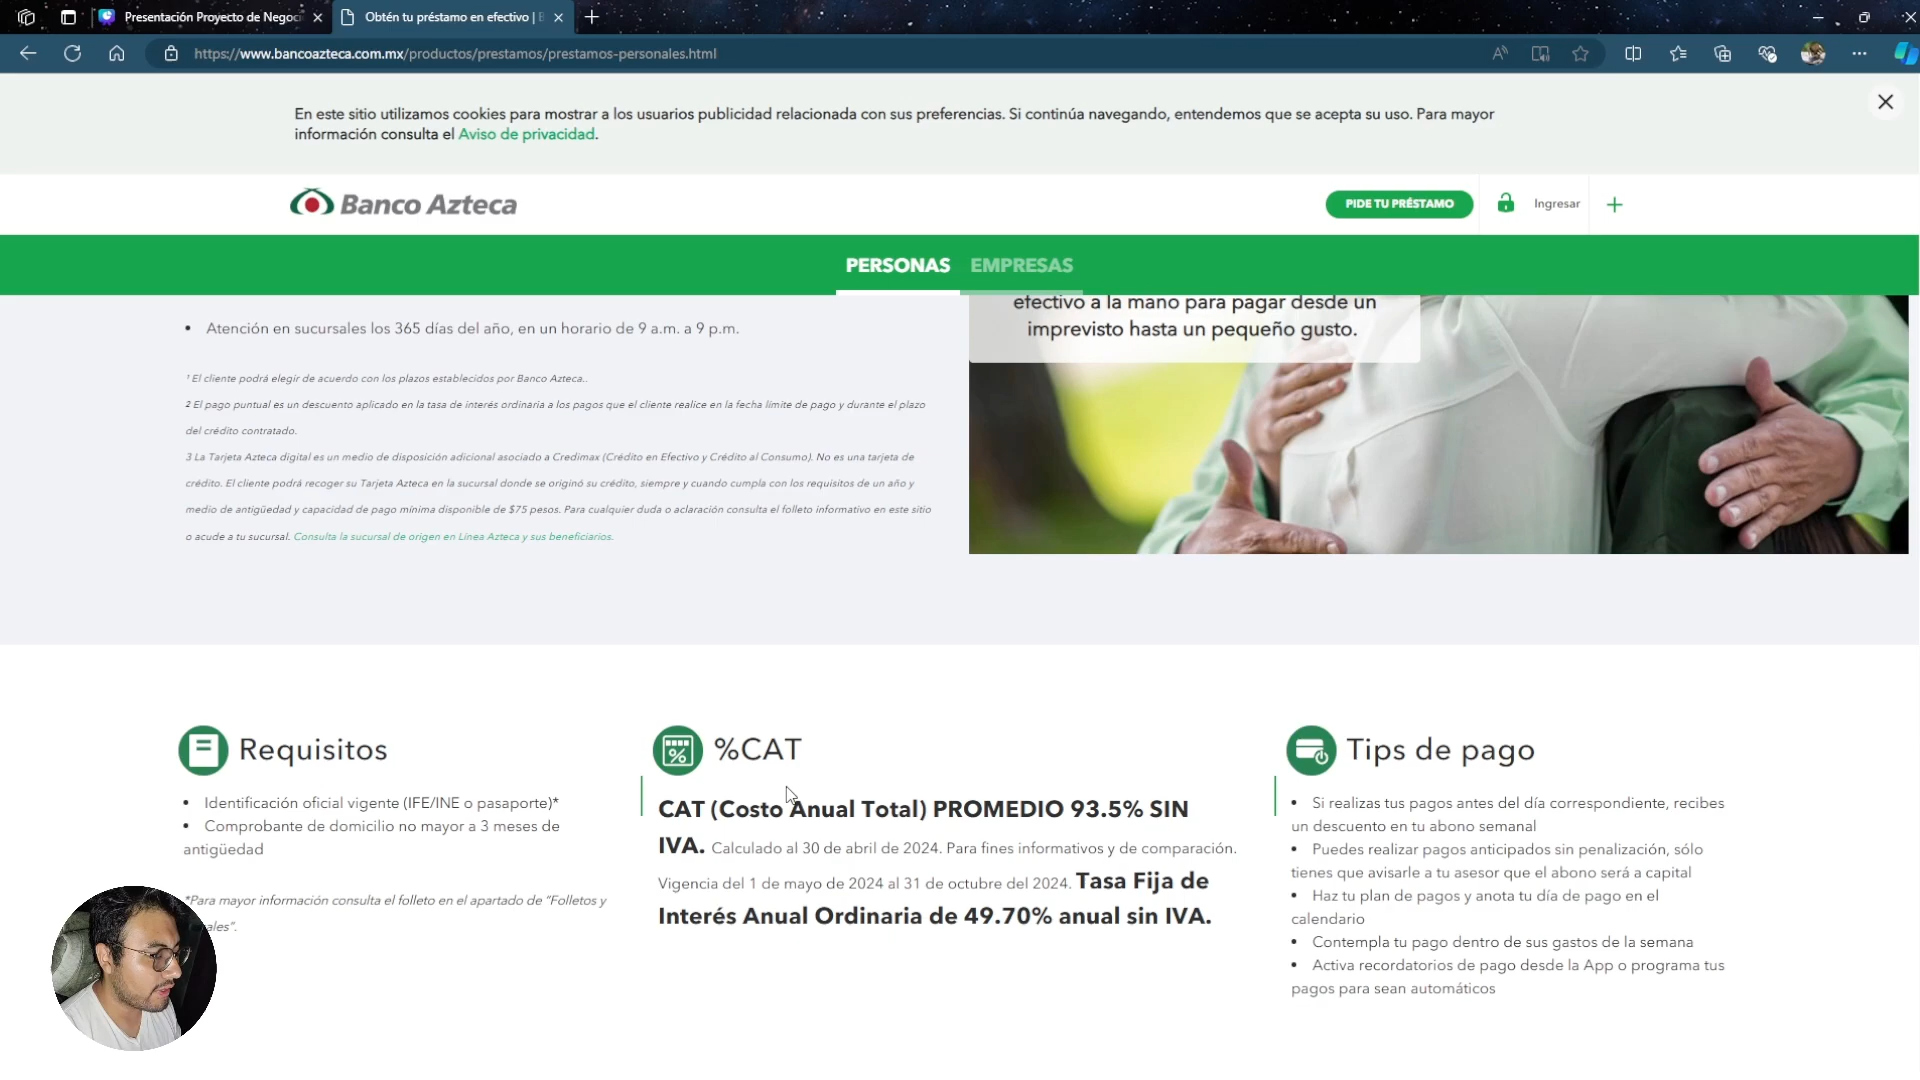 Presentación Proyecto de Negoci
Obtén tu préstamo en efectivo |
https://www.bancoazteca.com.mx/productos/prestamos/prestamos-personales.html
En este sitio utilizamos cookies para mostrar a los usuarios publicidad relacionada con sus preferencias. Si continúa navegando, entendemos que se acepta su uso. Para mayor
información consulta el Aviso de privacidad.
Banco Azteca
PIDE TU PRÉSTAMO
Ingresar
PERSONAS
EMPRESAS
efectivo a la mano para pagar desde un
imprevisto hasta un pequeño gusto.
• Atención en sucursales los 365 días del año, en un horario de 9 a.m. a 9 p.m.
¹ El cliente podrá elegir de acuerdo con los plazos establecidos por Banco Azteca..
² El pago puntual es un descuento aplicado en la tasa de interés ordinaria a los pagos que el cliente realice en la fecha límite de pago y durante el plazo
del crédito contratado.
3 La Tarjeta Azteca digital es un medio de disposición adicional asociado a Credimax (Crédito en Efectivo y Crédito al Consumo). No es una tarjeta de
crédito. El cliente podrá recoger su Tarjeta Azteca en la sucursal donde se originó su crédito, siempre y cuando cumpla con los requisitos de un año y
medio de antigüedad y capacidad de pago mínima disponible de $75 pesos. Para cualquier duda o aclaración consulta el folleto informativo en este sitio
o acude a tu sucursal. Consulta la sucursal de origen en Línea Azteca y sus beneficiarios.
Requisitos
• Identificación oficial vigente (IFE/INE o pasaporte)*
• Comprobante de domicilio no mayor a 3 meses de
antigüedad
*Para mayor información consulta el folleto en el apartado de "Folletos y
ales".
%CAT
CAT (Costo Anual Total) PROMEDIO 93.5% SIN
IVA. Calculado al 30 de abril de 2024. Para fines informativos y de comparación.
Vigencia del 1 de mayo de 2024 al 31 de octubre del 2024. Tasa Fija de
Interés Anual Ordinaria de 49.70% anual sin IVA.
Tips de pago
• Si realizas tus pagos antes del día correspondiente, recibes
un descuento en tu abono semanal
• Puedes realizar pagos anticipados sin penalización, sólo
tienes que avisarle a tu asesor que el abono será a capital
• Haz tu plan de pagos y anota tu día de pago en el
calendario
• Contempla tu pago dentro de sus gastos de la semana
• Activa recordatorios de pago desde la App o programa tus
pagos para sean automáticos